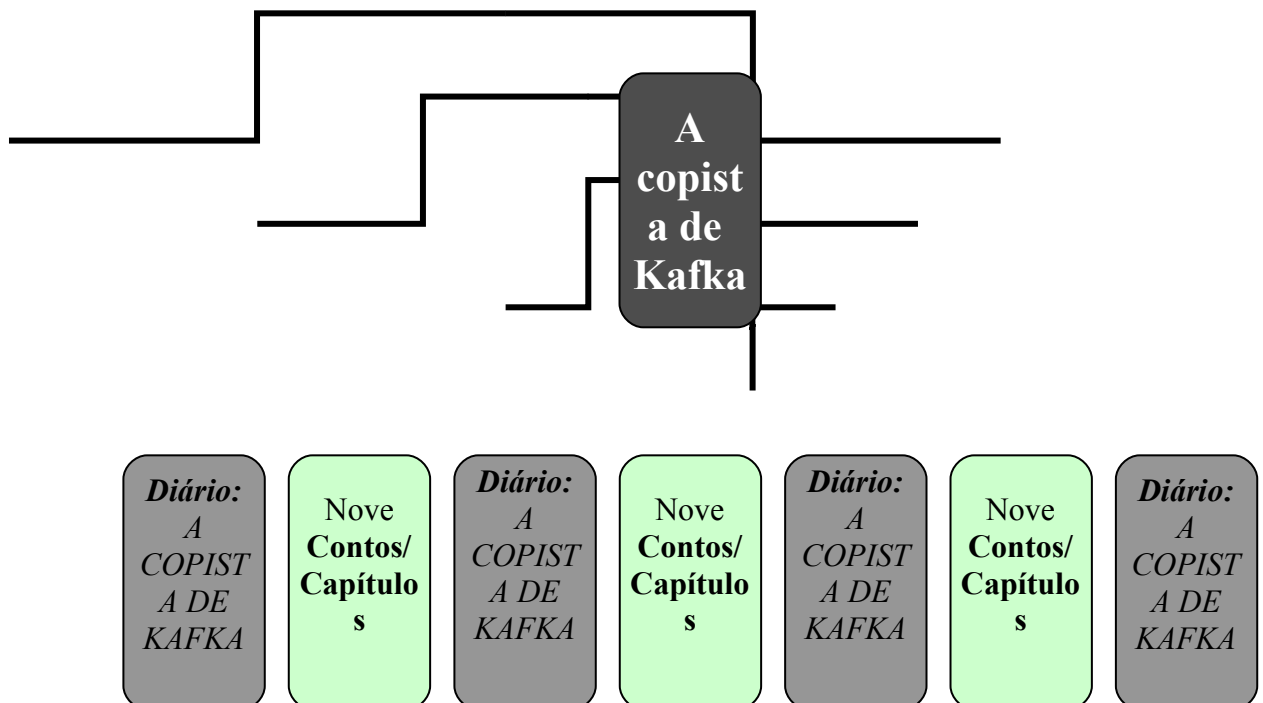 A
copist
a de
Kafka
Diário:
A
COPIST
A DE
KAFKA
Nove
Contos/
Capítulo
s
Diário:
A
COPIST
A DE
KAFKA
Nove
Contos/
Capítulo
s
Diário:
A
COPIST
A DE
KAFKA
Nove
Contos/
Capítulo
s
Diário:
A
COPIST
A DE
KAFKA